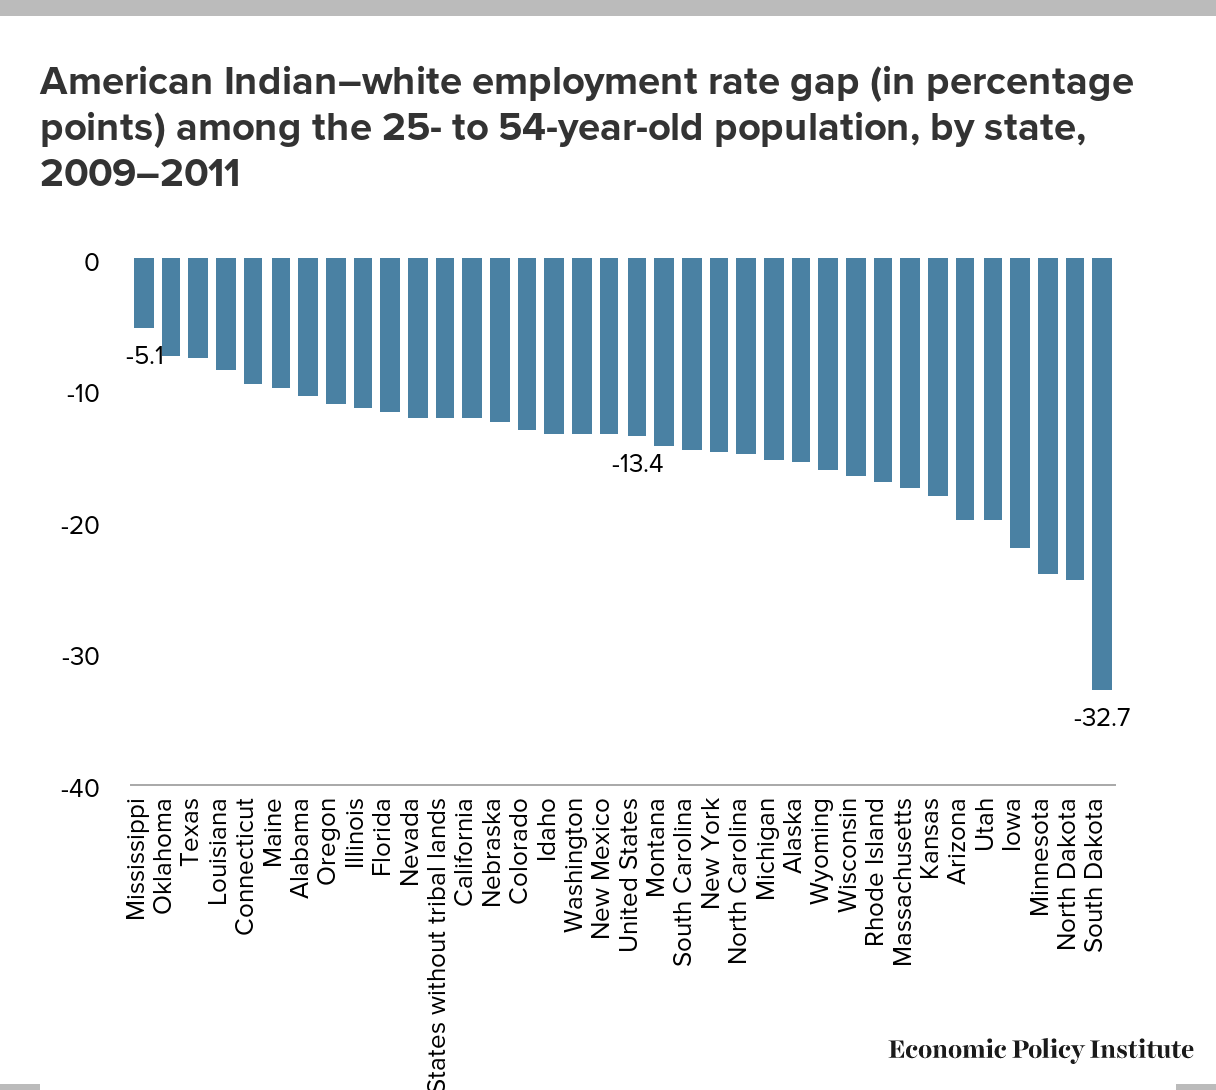 American Indian–white employment rate gap (in percentage
points) among the 25- to 54-year-old population, by state,
2009–2011
0
-10
-20
-30
-40
-5.1
-13.4
-32.7
Mississippi
Oklahoma
Texas
Louisiana
Connecticut
Maine
Alabama
Oregon
Illinois
Florida
Nevada
States without tribal lands
California
Nebraska
Colorado
Idaho
Washington
New Mexico
United States
Montana
South Carolina
New York
North Carolina
Michigan
Alaska
Wyoming
Wisconsin
Rhode Island
Massachusetts
Kansas
Arizona
Utah
Iowa
Minnesota
North Dakota
South Dakota
Economic Policy Institute